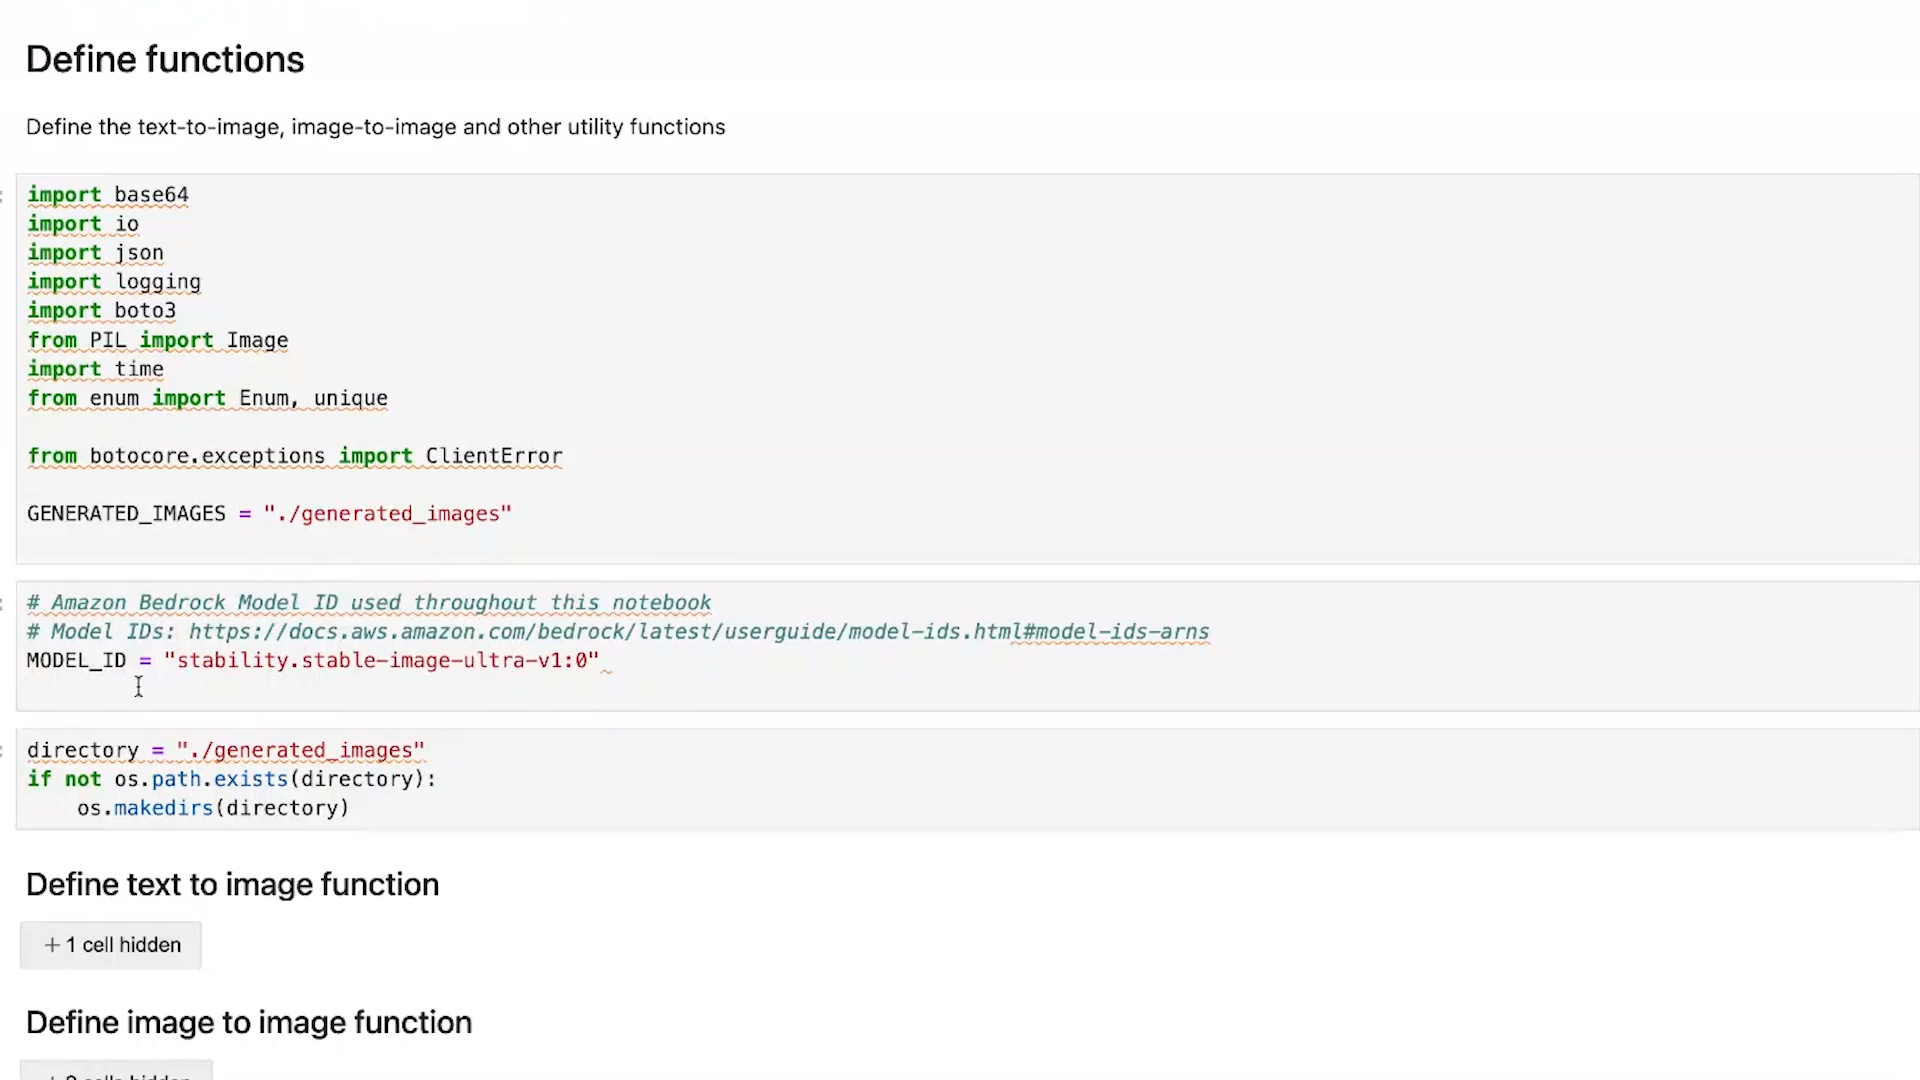 Define functions
Define the text-to-image, image-to-image and other utility functions
import base64
import io
import json
import logging
import boto3
from PIL import Image
import time
from enum import Enum, unique
from botocore.exceptions import ClientError
GENERATED_IMAGES = "./generated_images"
# Amazon Bedrock Model ID used throughout this notebook
# Model IDs: https://docs.aws.amazon.com/bedrock/latest/userguide/model-ids.html#model-ids-arns
MODEL_ID = "stability.stable-image-ultra-v1:0"
directory = "./generated_images"
if not os.path.exists(directory):
    os.makedirs(directory)
Define text to image function
+ 1 cell hidden
Define image to image function